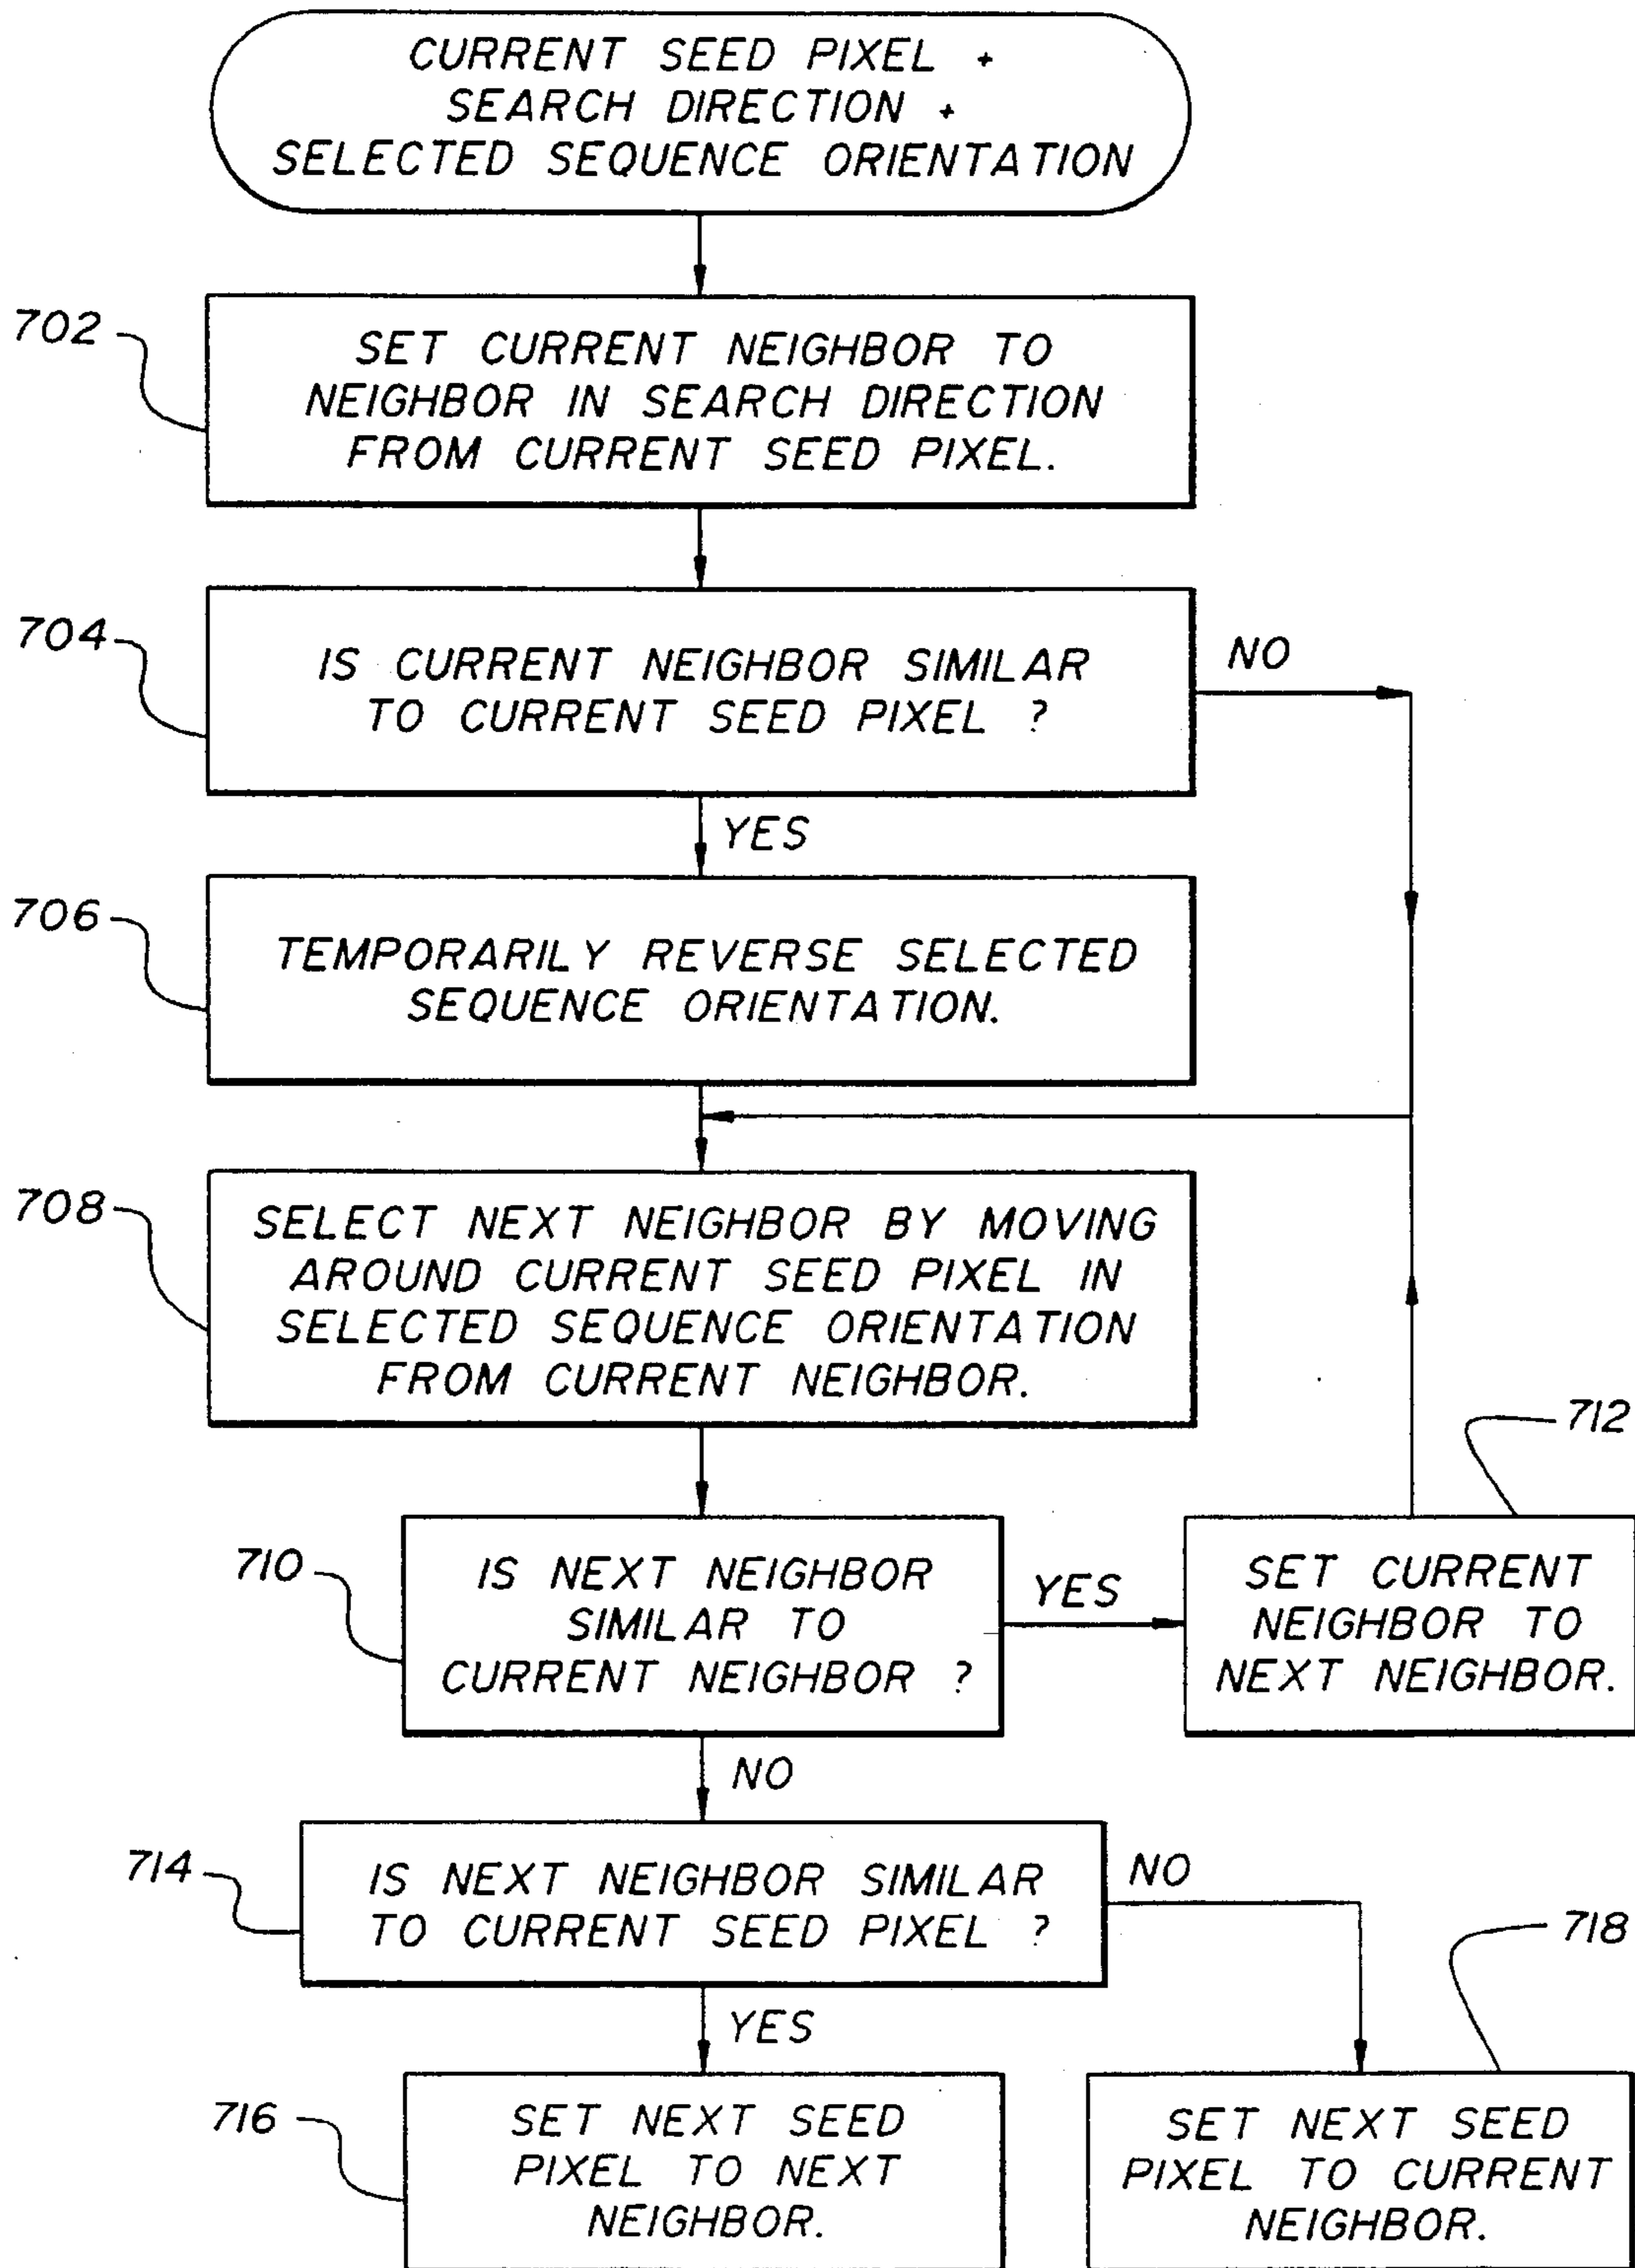 CURRENT SEED PIXEL +
SEARCH DIRECTION +
SELECTED SEQUENCE ORIENTATION
702
SET CURRENT NEIGHBOR TO
NEIGHBOR IN SEARCH DIRECTION
FROM CURRENT SEED PIXEL.
704
IS CURRENT NEIGHBOR SIMILAR
TO CURRENT SEED PIXEL ?
NO
YES
706
TEMPORARILY REVERSE SELECTED
SEQUENCE ORIENTATION.
708
SELECT NEXT NEIGHBOR BY MOVING
AROUND CURRENT SEED PIXEL IN
SELECTED SEQUENCE ORIENTATION
FROM CURRENT NEIGHBOR.
710
IS NEXT NEIGHBOR
SIMILAR TO
CURRENT NEIGHBOR ?
YES
712
SET CURRENT
NEIGHBOR TO
NEXT NEIGHBOR.
NO
714
IS NEXT NEIGHBOR SIMILAR
TO CURRENT SEED PIXEL ?
NO
YES
716
SET NEXT SEED
PIXEL TO NEXT
NEIGHBOR.
718
SET NEXT SEED
PIXEL TO CURRENT
NEIGHBOR.